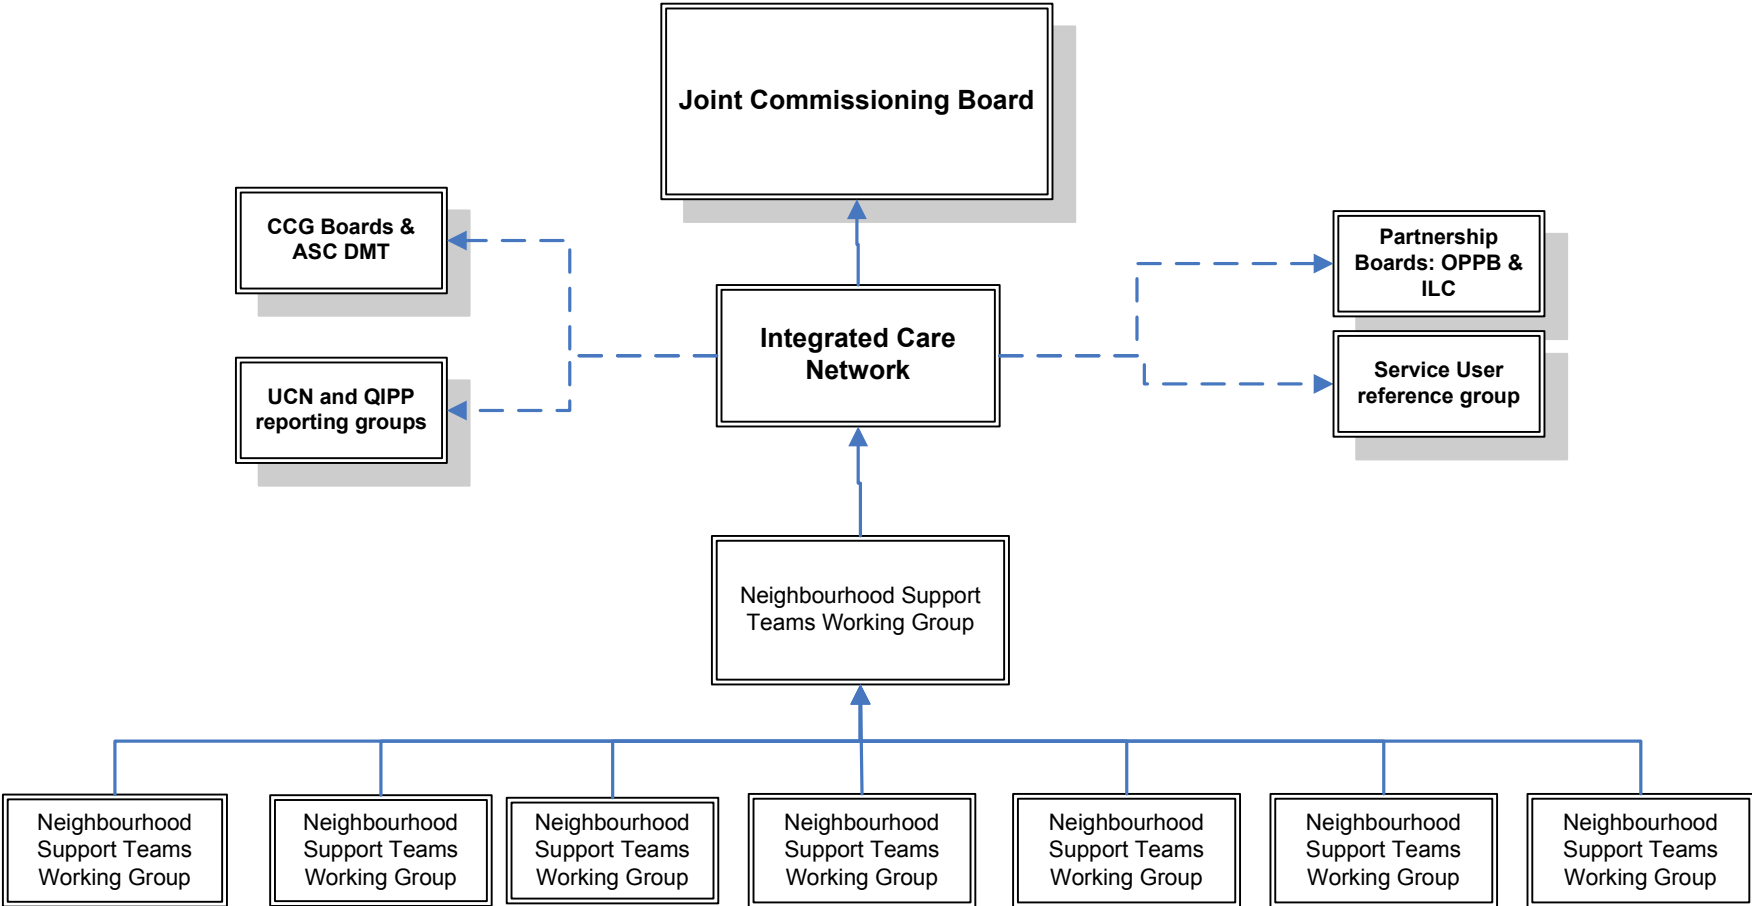 Joint Commissioning Board
CCG Boards &
ASC DMT
Partnership
Boards: OPPB &
ILC
Integrated Care
Network
UCN and QIPP
reporting groups
Service User
reference group
Neighbourhood Support
Teams Working Group
Neighbourhood
Support Teams
Working Group
Neighbourhood
Support Teams
Working Group
Neighbourhood
Support Teams
Working Group
Neighbourhood
Support Teams
Working Group
Neighbourhood
Support Teams
Working Group
Neighbourhood
Support Teams
Working Group
Neighbourhood
Support Teams
Working Group